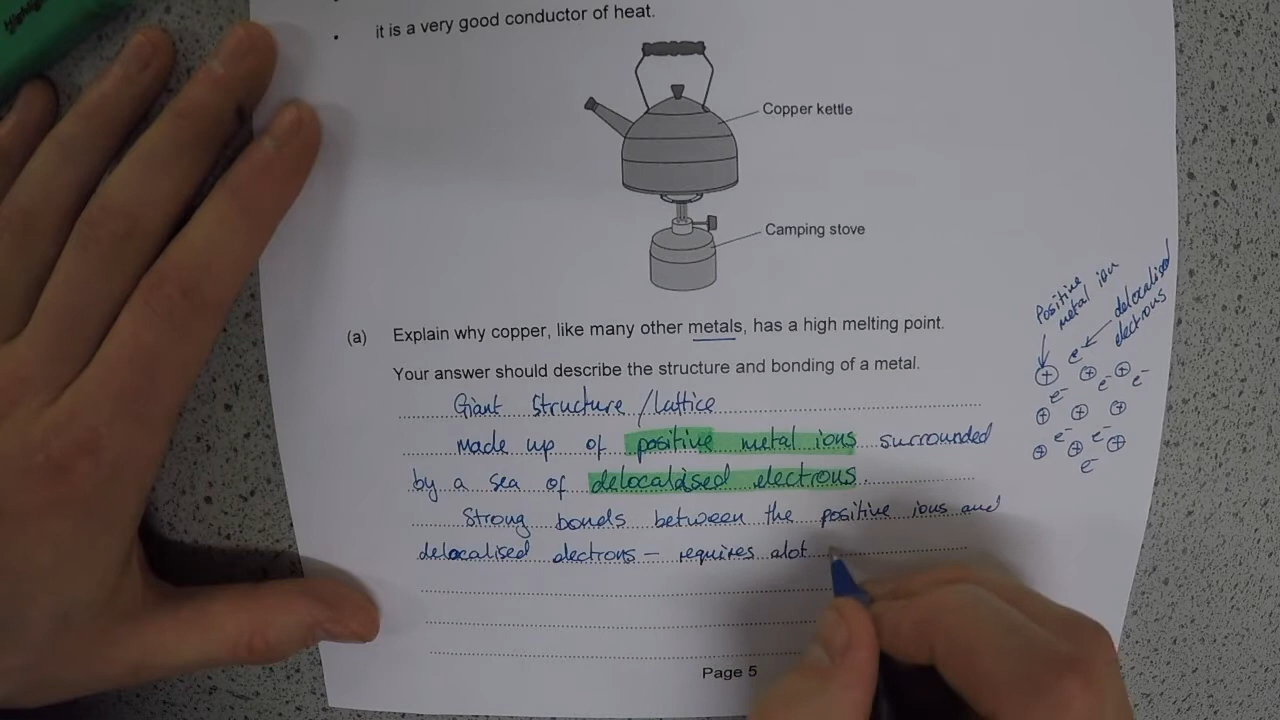 Highlight
• it is a very good conductor of heat.
Copper kettle
Camping stove
(a) Explain why copper, like many other metals, has a high melting point.
Your answer should describe the structure and bonding of a metal.
Giant Structure / lattice
made up of positive metal ions surrounded
by a sea of delocalised electrons.
Strong bonds between the positive ions and
delocalised electrons – requires alot
Positive
metal ion
delocalised
electrons
+ e⁻ + +
e⁻ e⁻ e⁻
+ + +
e⁻ e⁻
+ + +
e⁻
Page 5